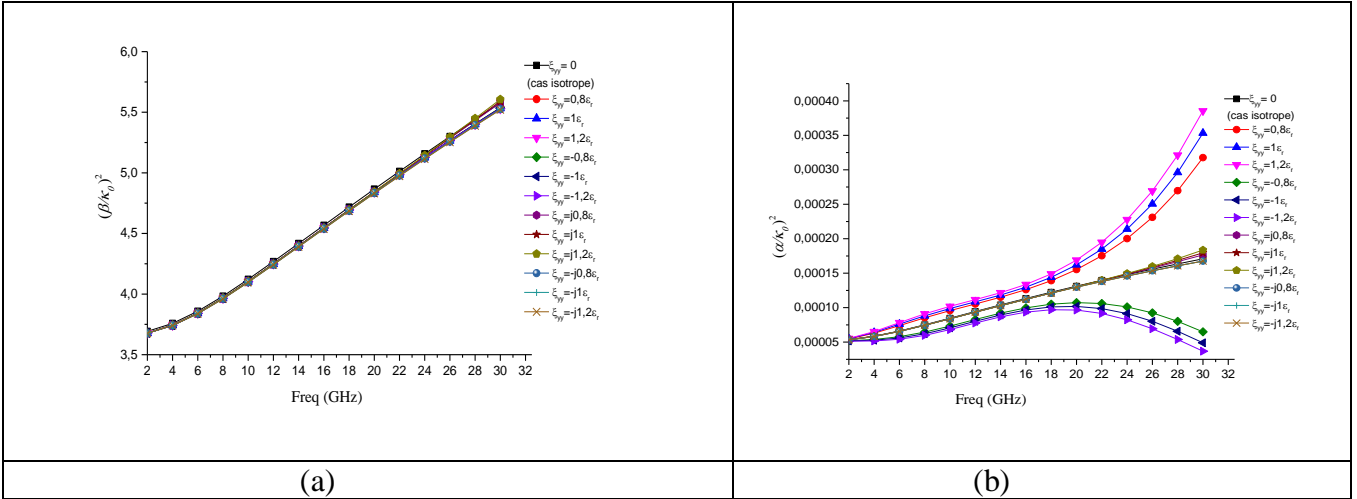 6,0
5,5
5,0
4,5
4,0
3,5
(β/κ₀)²
2 4 6 8 10 12 14 16 18 20 22 24 26 28 30 32
Freq (GHz)
ξyy= 0
(cas isotrope)
ξyy=0,8εr
ξyy=1εr
ξyy=1,2εr
ξyy=-0,8εr
ξyy=-1εr
ξyy=-1,2εr
ξyy=j0,8εr
ξyy=j1εr
ξyy=j1,2εr
ξyy=-j0,8εr
ξyy=-j1εr
ξyy=-j1,2εr
(a)
0,00040
0,00035
0,00030
0,00025
0,00020
0,00015
0,00010
0,00005
(α/κ₀)²
2 4 6 8 10 12 14 16 18 20 22 24 26 28 30 32
Freq (GHz)
ξyy= 0
(cas isotrope)
ξyy=0,8εr
ξyy=1εr
ξyy=1,2εr
ξyy=-0,8εr
ξyy=-1εr
ξyy=-1,2εr
ξyy=j0,8εr
ξyy=j1εr
ξyy=j1,2εr
ξyy=-j0,8εr
ξyy=-j1εr
ξyy=-j1,2εr
(b)